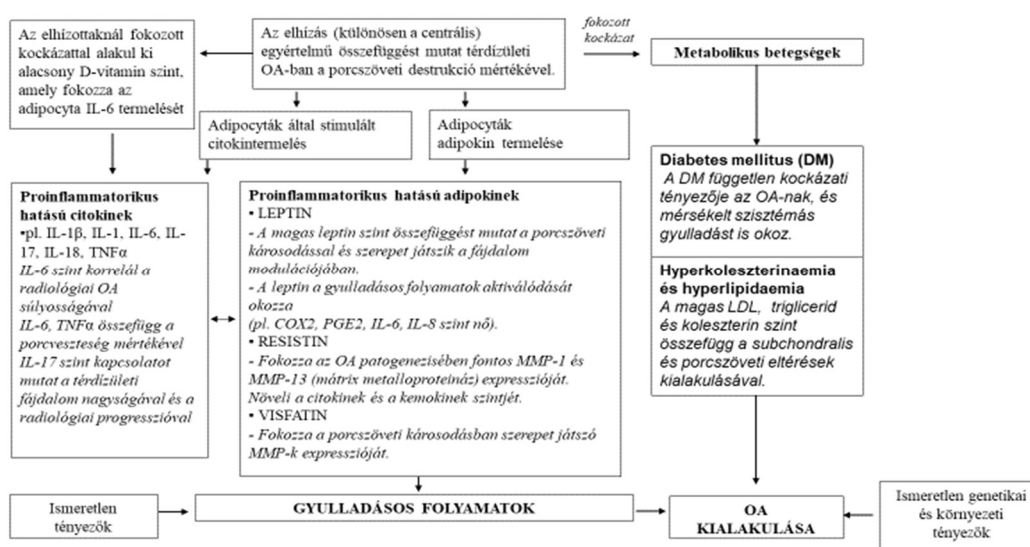 Az elhízottaknál fokozott
kockázattal alakul ki
alacsony D-vitamin szint,
amely fokozza az
adipocyta IL-6 termelését
Az elhízás (különösen a centrális)
egyértelmű összefüggést mutat térdízületi
OA-ban a porcszöveti destrukció mértékével.
fokozott
kockázat
Metabolikus betegségek
Adipocyták által stimulált
citokintermelés
Adipocyták
adipokin termelése
Proinflammatorikus
hatású citokinek
▪pl. IL-1β, IL-1, IL-6, IL-
17, IL-18, TNFα
IL-6 szint korrelál a
radiológiai OA
súlyosságával
IL-6, TNFα összefügg a
porcveszteség mértékével
IL-17 szint kapcsolatot
mutat a térdízületi
fájdalom nagyságával és a
radiológiai progresszióval
Proinflammatorikus hatású adipokinek
▪ LEPTIN
- A magas leptin szint összefüggést mutat a porcszöveti
károsodással és szerepet játszik a fájdalom
modulációjában.
- A leptin a gyulladásos folyamatok aktiválódását
okozza
(pl. COX2, PGE2, IL-6, IL-8 szint nő).
▪ RESISTIN
- Fokozza az OA patogenezisében fontos MMP-1 és
MMP-13 (mátrix metalloproteináz) expresszióját.
Növeli a citokinek és a kemokinek szintjét.
▪ VISFATIN
- Fokozza a porcszöveti károsodásban szerepet játszó
MMP-k expresszióját.
Diabetes mellitus (DM)
A DM független kockázati
tényezője az OA-nak, és
mérsékelt szisztémás
gyulladást is okoz.
Hyperkoleszterinaemia
és hyperlipidaemia
A magas LDL, triglicerid
és koleszterin szint
összefügg a subchondralis
és porcszöveti eltérések
kialakulásával.
Ismeretlen
tényezők
GYULLADÁSOS FOLYAMATOK
OA
KIALAKULÁSA
Ismeretlen genetikai
és környezeti
tényezők